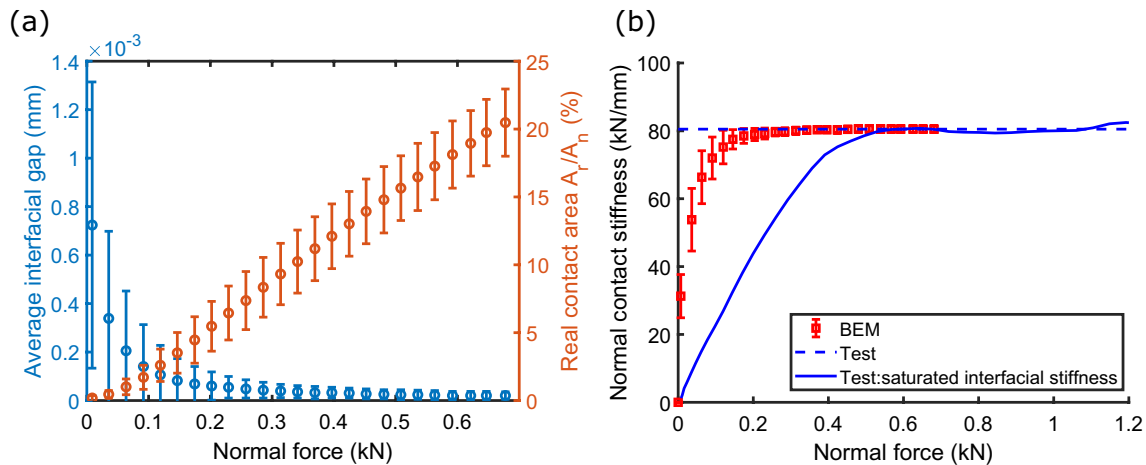 (a)
×10⁻³
Average interfacial gap (mm)
1.4
1.2
1
0.8
0.6
0.4
0.2
0
25
20
15
10
5
0
Real contact area Aᵣ/Aₙ (%)
0 0.1 0.2 0.3 0.4 0.5 0.6
Normal force (kN)
(b)
Normal contact stiffness (kN/mm)
100
80
60
40
20
0
BEM
Test
Test:saturated interfacial stiffness
0 0.2 0.4 0.6 0.8 1 1.2
Normal force (kN)